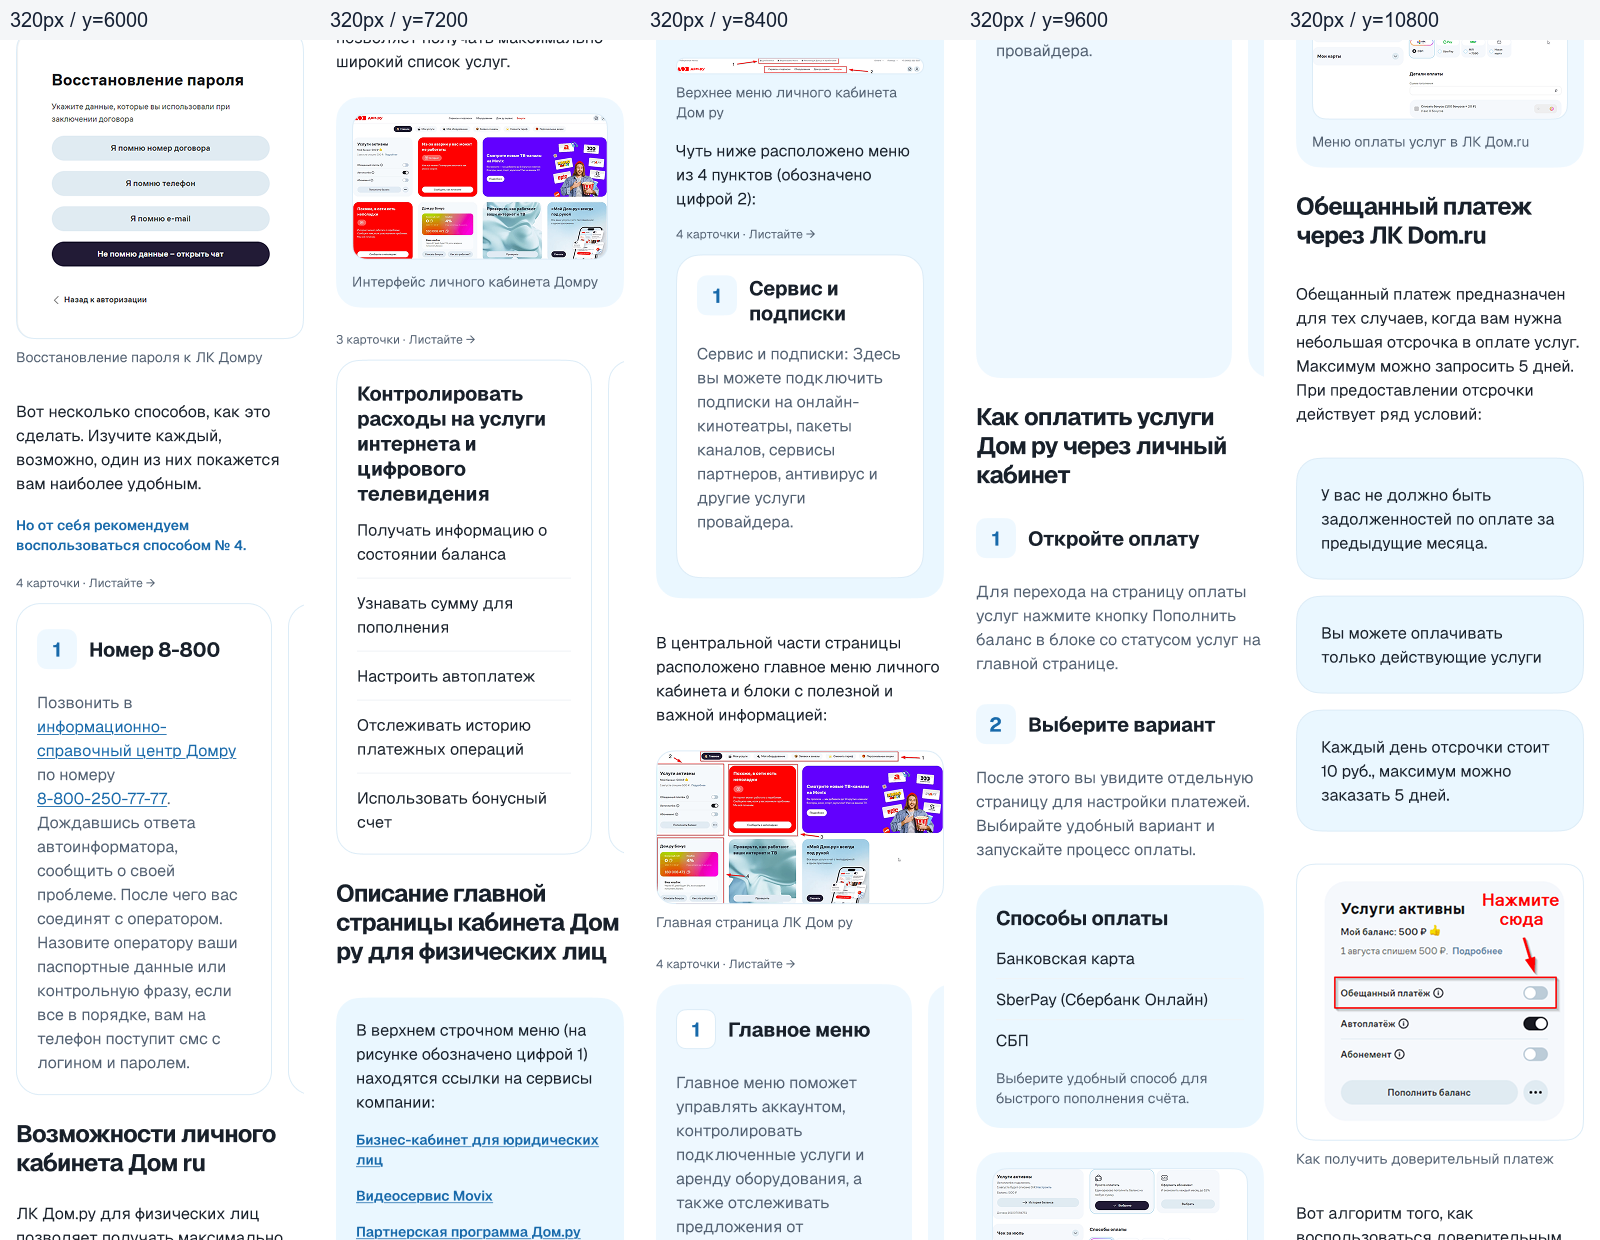 320px / y=6000
Восстановление пароля
Укажите данные, которые вы использовали при
заключении договора
Я помню номер договора
Я помню телефон
Я помню e-mail
Не помню данные – открыть чат
Назад к авторизации
Восстановление пароля к ЛК Домру
Вот несколько способов, как это
сделать. Изучите каждый,
возможно, один из них покажется
вам наиболее удобным.
Но от себя рекомендуем
воспользоваться способом № 4.
4 карточки · Листайте →
1 Номер 8-800
Позвонить в
информационно-
справочный центр Домру
по номеру
8-800-250-77-77.
Дождавшись ответа
автоинформатора,
сообщить о своей
проблеме. После чего вас
соединят с оператором.
Назовите оператору ваши
паспортные данные или
контрольную фразу, если
все в порядке, вам на
телефон поступит смс с
логином и паролем.
Возможности личного
кабинета Дом ru
ЛК Дом.ру для физических лиц
позволяет получать максимально
320px / y=7200
позволяет получать максимально
широкий список услуг.
Интерфейс личного кабинета Домру
3 карточки · Листайте →
Контролировать
расходы на услуги
интернета и
цифрового
телевидения
Получать информацию о
состоянии баланса
Узнавать сумму для
пополнения
Настроить автоплатеж
Отслеживать историю
платежных операций
Использовать бонусный
счет
Описание главной
страницы кабинета Дом
ру для физических лиц
В верхнем строчном меню (на
рисунке обозначено цифрой 1)
находятся ссылки на сервисы
компании:
Бизнес-кабинет для юридических
лиц
Видеосервис Movix
Партнерская программа Дом.ру
320px / y=8400
Верхнее меню личного кабинета
Дом ру
Чуть ниже расположено меню
из 4 пунктов (обозначено
цифрой 2):
4 карточки · Листайте →
1 Сервис и
подписки
Сервис и подписки: Здесь
вы можете подключить
подписки на онлайн-
кинотеатры, пакеты
каналов, сервисы
партнеров, антивирус и
другие услуги
провайдера.
В центральной части страницы
расположено главное меню личного
кабинета и блоки с полезной и
важной информацией:
Главная страница ЛК Дом ру
4 карточки · Листайте →
1 Главное меню
Главное меню поможет
управлять аккаунтом,
контролировать
подключенные услуги и
аренду оборудования, а
также отслеживать
предложения от
320px / y=9600
провайдера.
Как оплатить услуги
Дом ру через личный
кабинет
1 Откройте оплату
Для перехода на страницу оплаты
услуг нажмите кнопку Пополнить
баланс в блоке со статусом услуг на
главной странице.
2 Выберите вариант
После этого вы увидите отдельную
страницу для настройки платежей.
Выбирайте удобный вариант и
запускайте процесс оплаты.
Способы оплаты
Банковская карта
SberPay (Сбербанк Онлайн)
СБП
Выберите удобный способ для
быстрого пополнения счёта.
Услуги активны
Способы оплаты
320px / y=10800
Мои карты
Детали оплаты
Меню оплаты услуг в ЛК Дом.ru
Обещанный платеж
через ЛК Dom.ru
Обещанный платеж предназначен
для тех случаев, когда вам нужна
небольшая отсрочка в оплате услуг.
Максимум можно запросить 5 дней.
При предоставлении отсрочки
действует ряд условий:
У вас не должно быть
задолженностей по оплате за
предыдущие месяца.
Вы можете оплачивать
только действующие услуги
Каждый день отсрочки стоит
10 руб., максимум можно
заказать 5 дней.
Нажмите
сюда
Услуги активны
Мой баланс: 500 ₽
1 августа спишем 500 ₽. Подробнее
Обещанный платёж
Автоплатёж
Абонемент
Пополнить баланс
Как получить доверительный платеж
Вот алгоритм того, как
воспользоваться доверительным